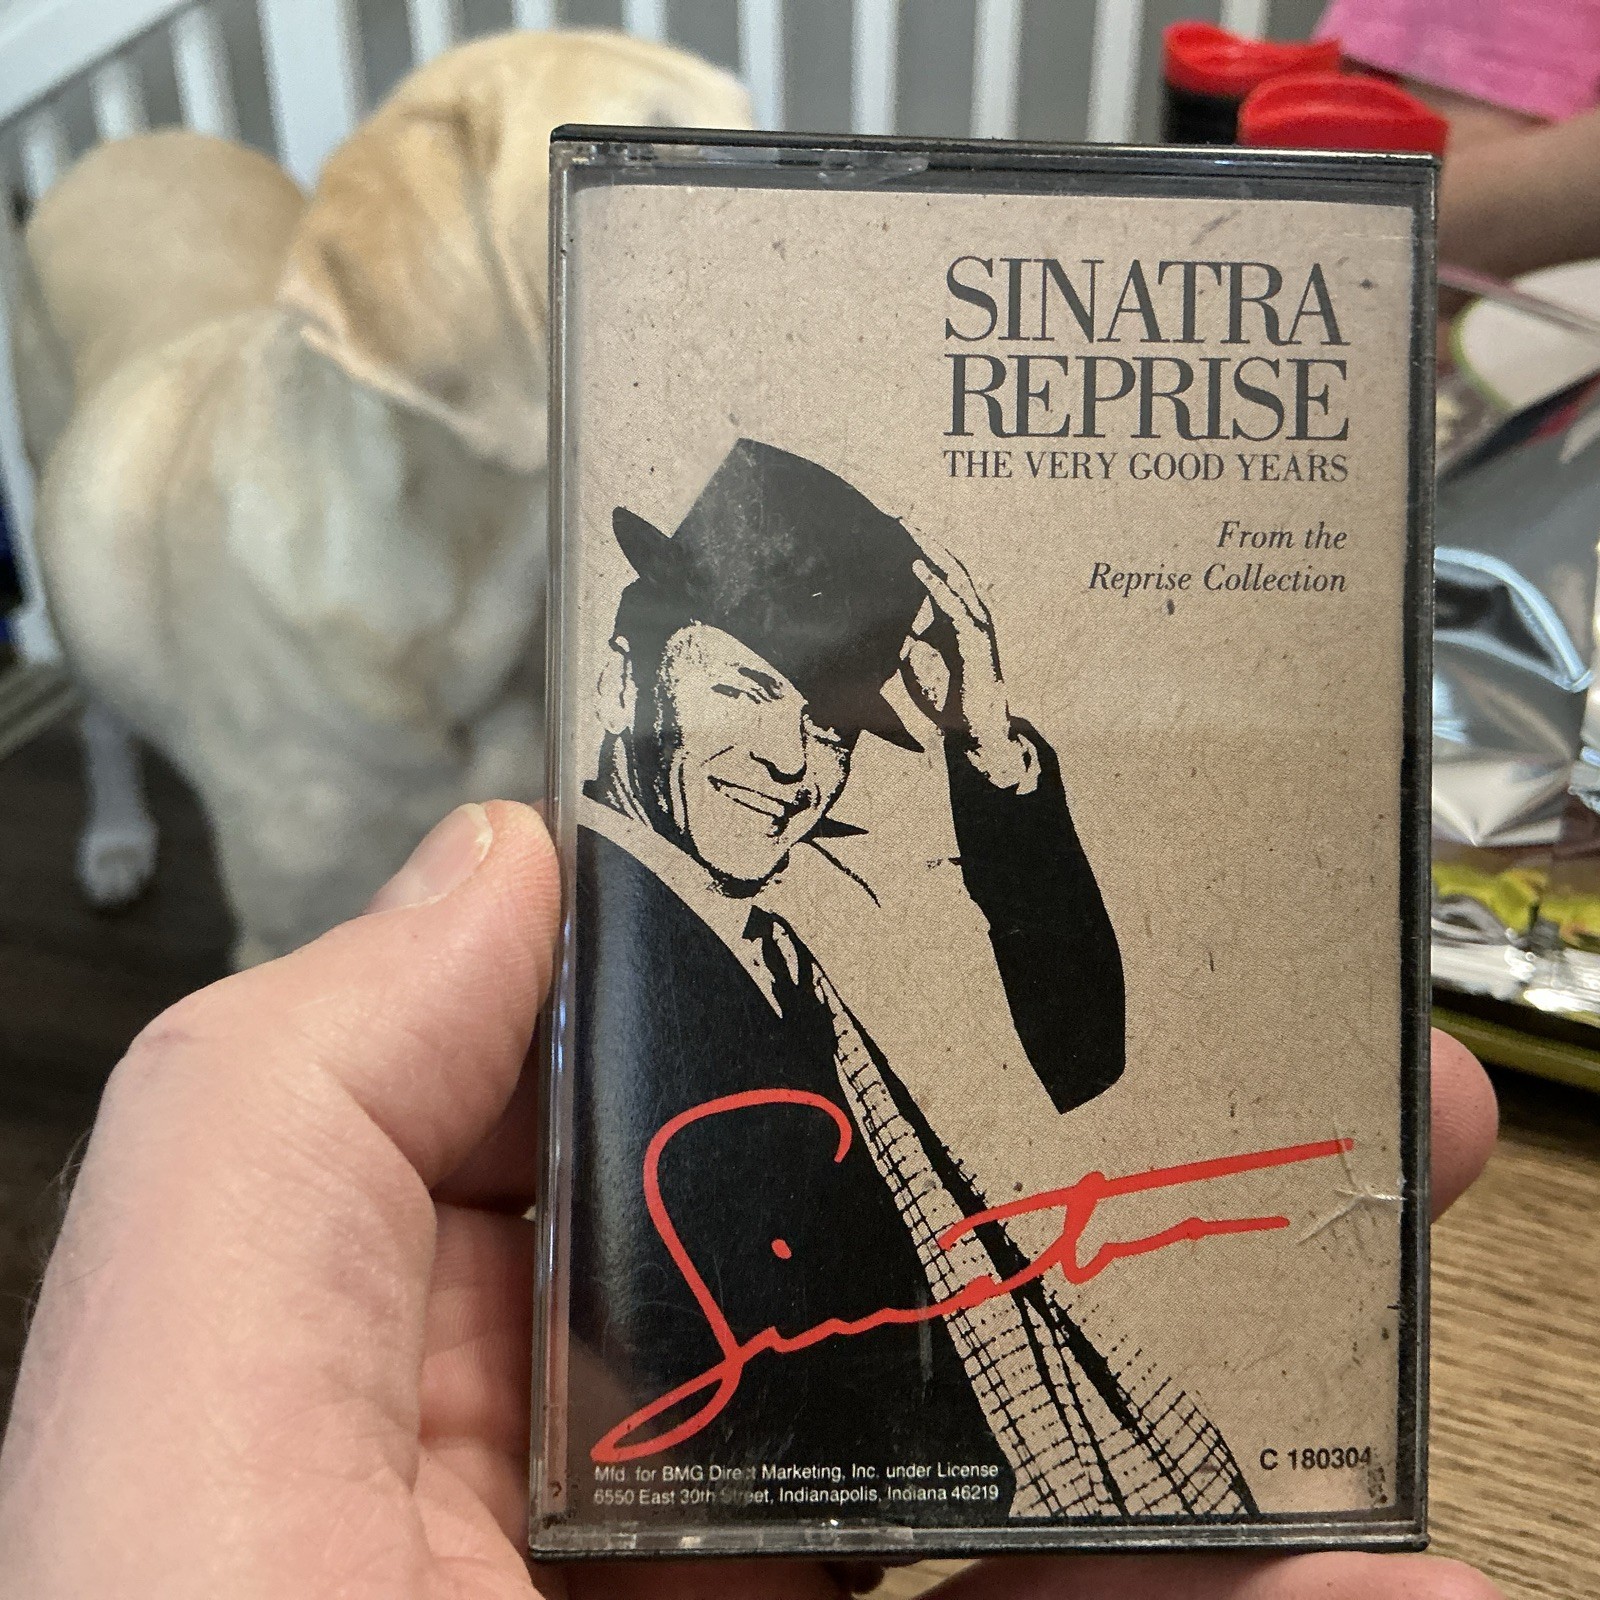 SINATRA
REPRISE
THE VERY GOOD YEARS
From the
Reprise Collection
Sinatra
C 180304
Mfd. for BMG Direct Marketing, Inc. under License
6550 East 30th Street, Indianapolis, Indiana 46219